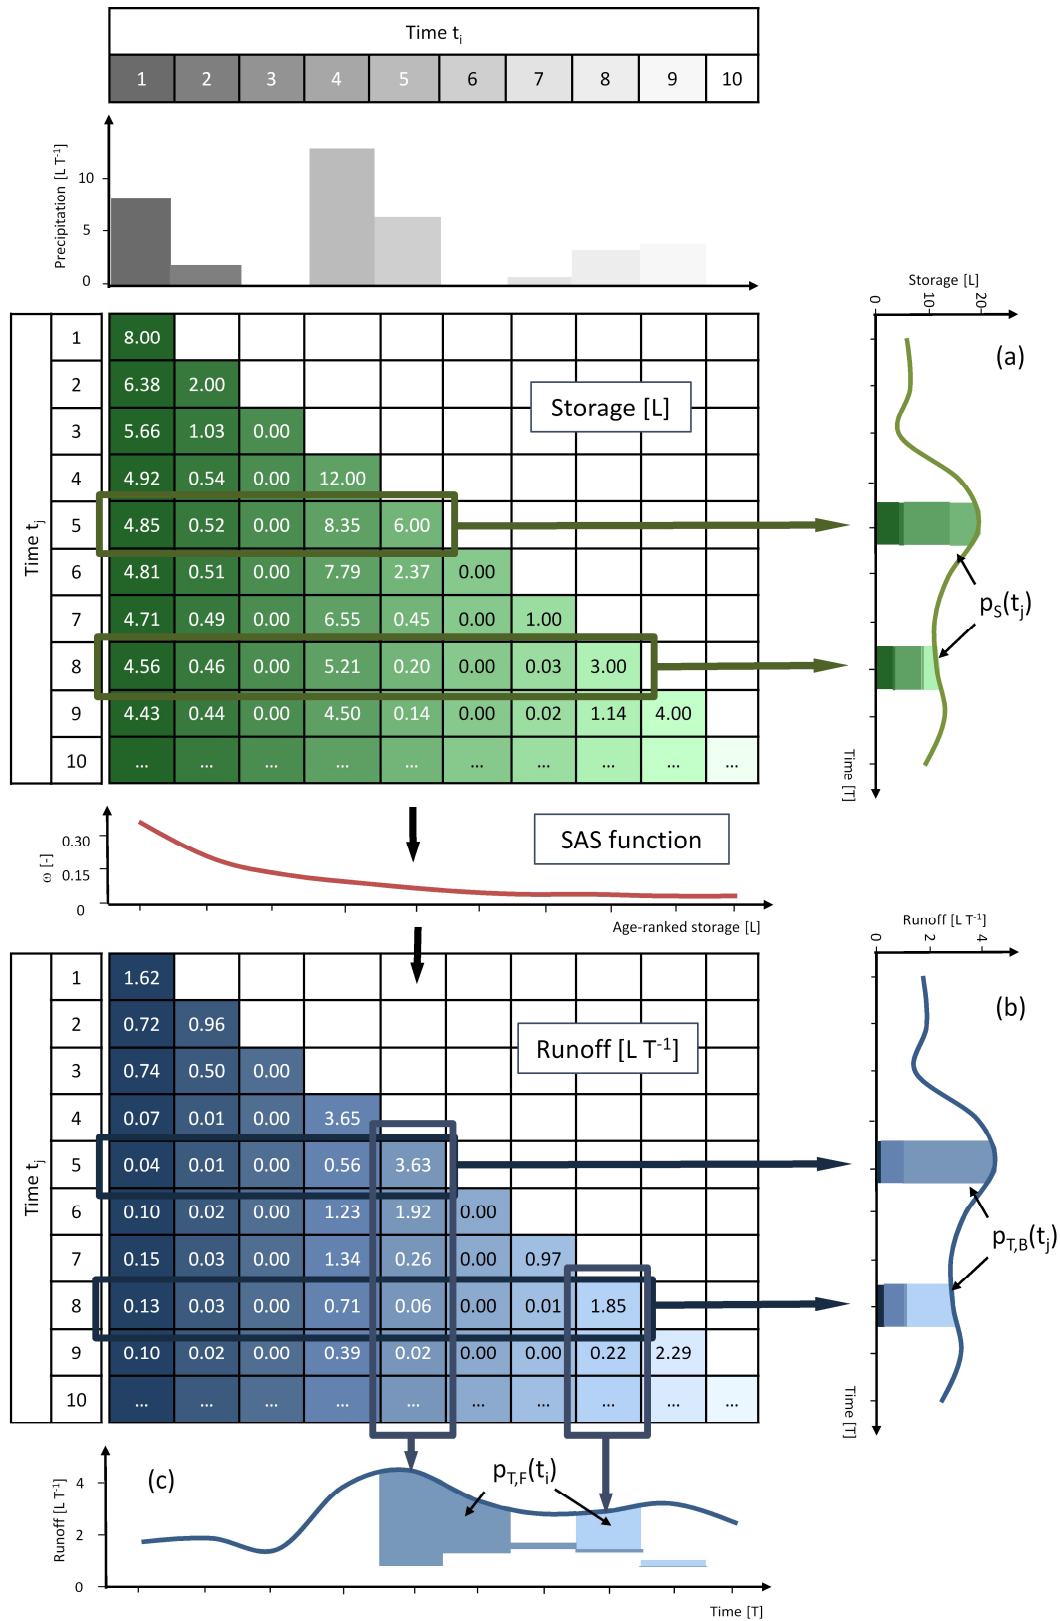 Time ti
1 2 3 4 5 6 7 8 9 10
Precipitation [L T-1]
10
5
0
Storage [L]
0 10 20
(a)
Time tj
1 8.00
2 6.38 2.00
3 5.66 1.03 0.00
4 4.92 0.54 0.00 12.00
5 4.85 0.52 0.00 8.35 6.00
6 4.81 0.51 0.00 7.79 2.37 0.00
7 4.71 0.49 0.00 6.55 0.45 0.00 1.00
8 4.56 0.46 0.00 5.21 0.20 0.00 0.03 3.00
9 4.43 0.44 0.00 4.50 0.14 0.00 0.02 1.14 4.00
10 ... ... ... ... ... ... ... ... ... ...
Storage [L]
pS(tj)
Time [T]
ω [-]
0.30
0.15
0
SAS function
Age-ranked storage [L]
Runoff [L T-1]
0 2 4
(b)
Time tj
1 1.62
2 0.72 0.96
3 0.74 0.50 0.00
4 0.07 0.01 0.00 3.65
5 0.04 0.01 0.00 0.56 3.63
6 0.10 0.02 0.00 1.23 1.92 0.00
7 0.15 0.03 0.00 1.34 0.26 0.00 0.97
8 0.13 0.03 0.00 0.71 0.06 0.00 0.01 1.85
9 0.10 0.02 0.00 0.39 0.02 0.00 0.00 0.22 2.29
10 ... ... ... ... ... ... ... ... ... ...
Runoff [L T-1]
pT,B(tj)
Time [T]
(c)
Runoff [L T-1]
4
2
0
pT,F(ti)
Time [T]